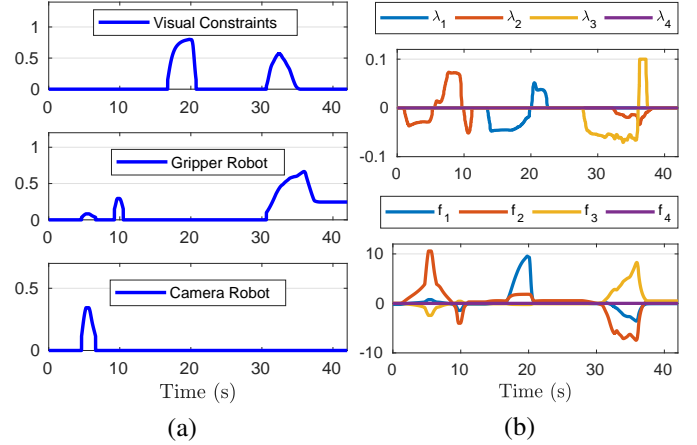 Visual Constraints
1
0.5
0
0 10 20 30 40
Gripper Robot
1
0.5
0
0 10 20 30 40
Camera Robot
0.5
0
0 10 20 30 40
Time (s)
(a)
λ1 λ2 λ3 λ4
0.1
0
-0.1
0 10 20 30 40
f1 f2 f3 f4
10
0
-10
0 10 20 30 40
Time (s)
(b)